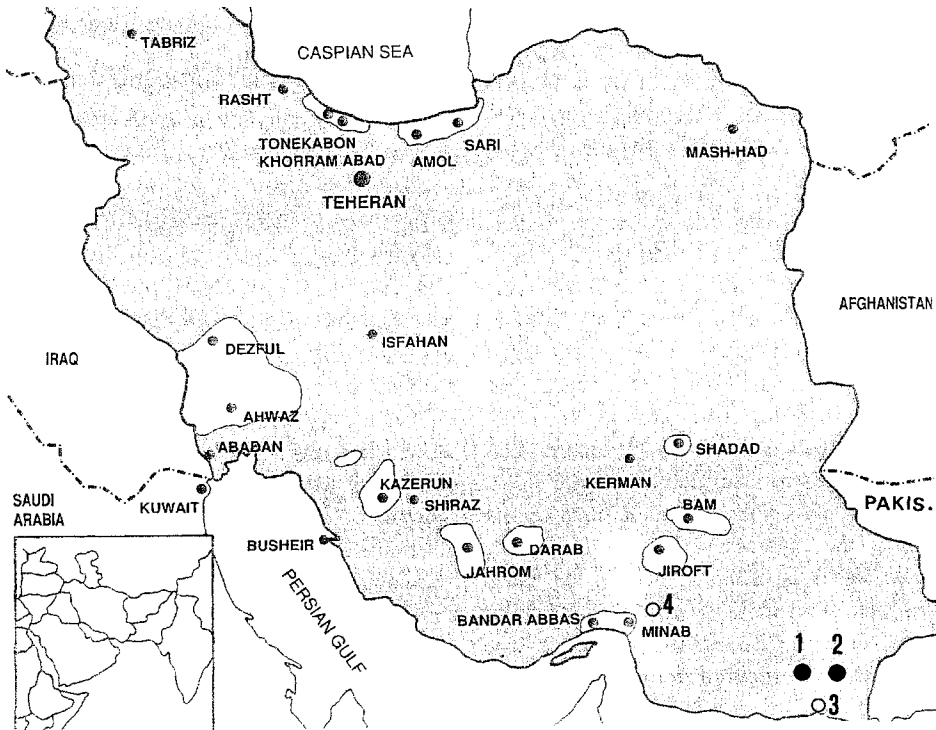 TABRIZ
CASPIAN SEA
RASHT
TONEKABON
KHORRAM ABAD
AMOL
SARI
MASH-HAD
TEHERAN
AFGHANISTAN
IRAQ
DEZFUL
ISFAHAN
AHWAZ
ABADAN
SHADAD
KERMAN
KAZERUN
SHIRAZ
BAM
PAKIS.
SAUDI
ARABIA
KUWAIT
BUSHEIR
DARAB
JAHROM
JIROFT
PERSIAN GULF
4
BANDAR ABBAS
MINAB
1
2
3